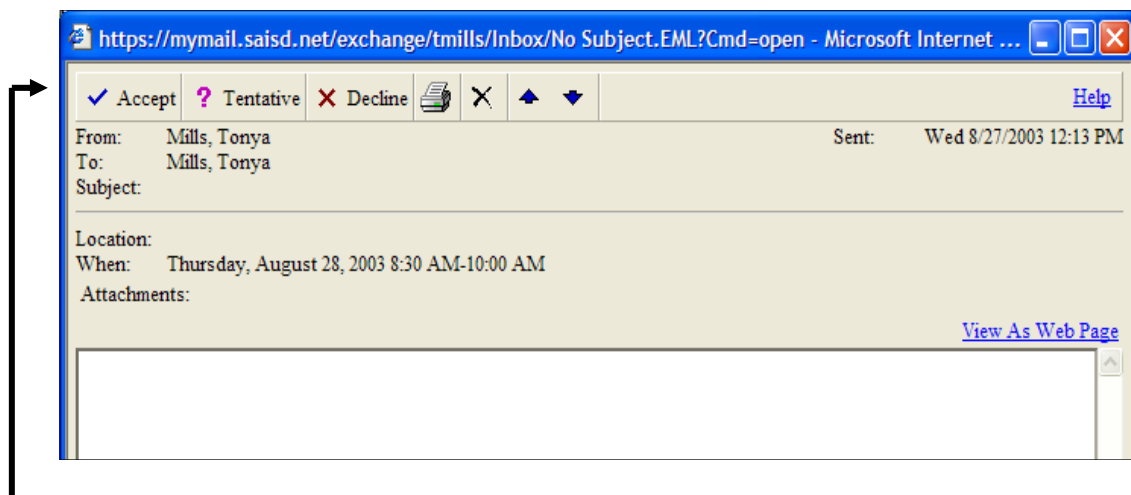 https://mymail.saisd.net/exchange/tmills/Inbox/No Subject.EML?Cmd=open - Microsoft Internet ...
Accept ? Tentative Decline Help
From: Mills, Tonya Sent: Wed 8/27/2003 12:13 PM
To: Mills, Tonya
Subject:
Location:
When: Thursday, August 28, 2003 8:30 AM-10:00 AM
Attachments:
View As Web Page